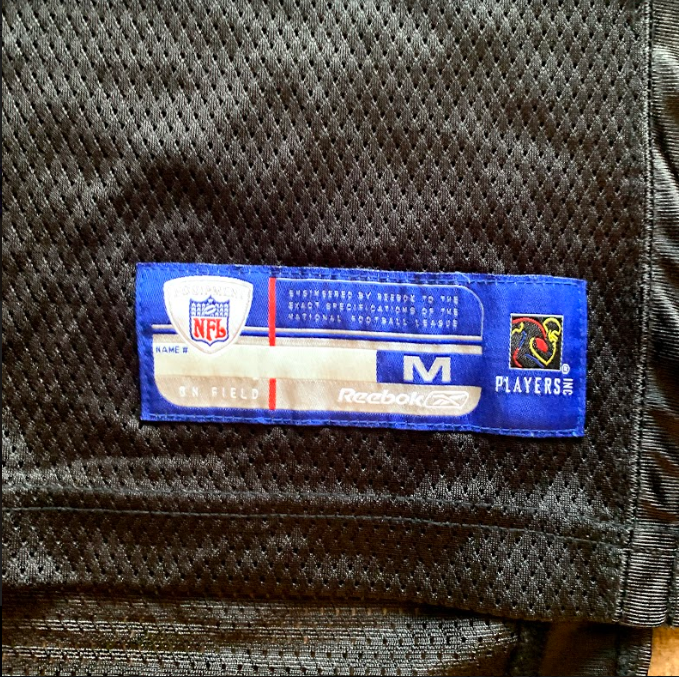 EQUIPMENT
NFL
ENGINEERED BY REEBOK TO THE
EXACT SPECIFICATIONS OF THE
NATIONAL FOOTBALL LEAGUE
NAME #
M
ON FIELD
Reebok
PLAYERS INC
®